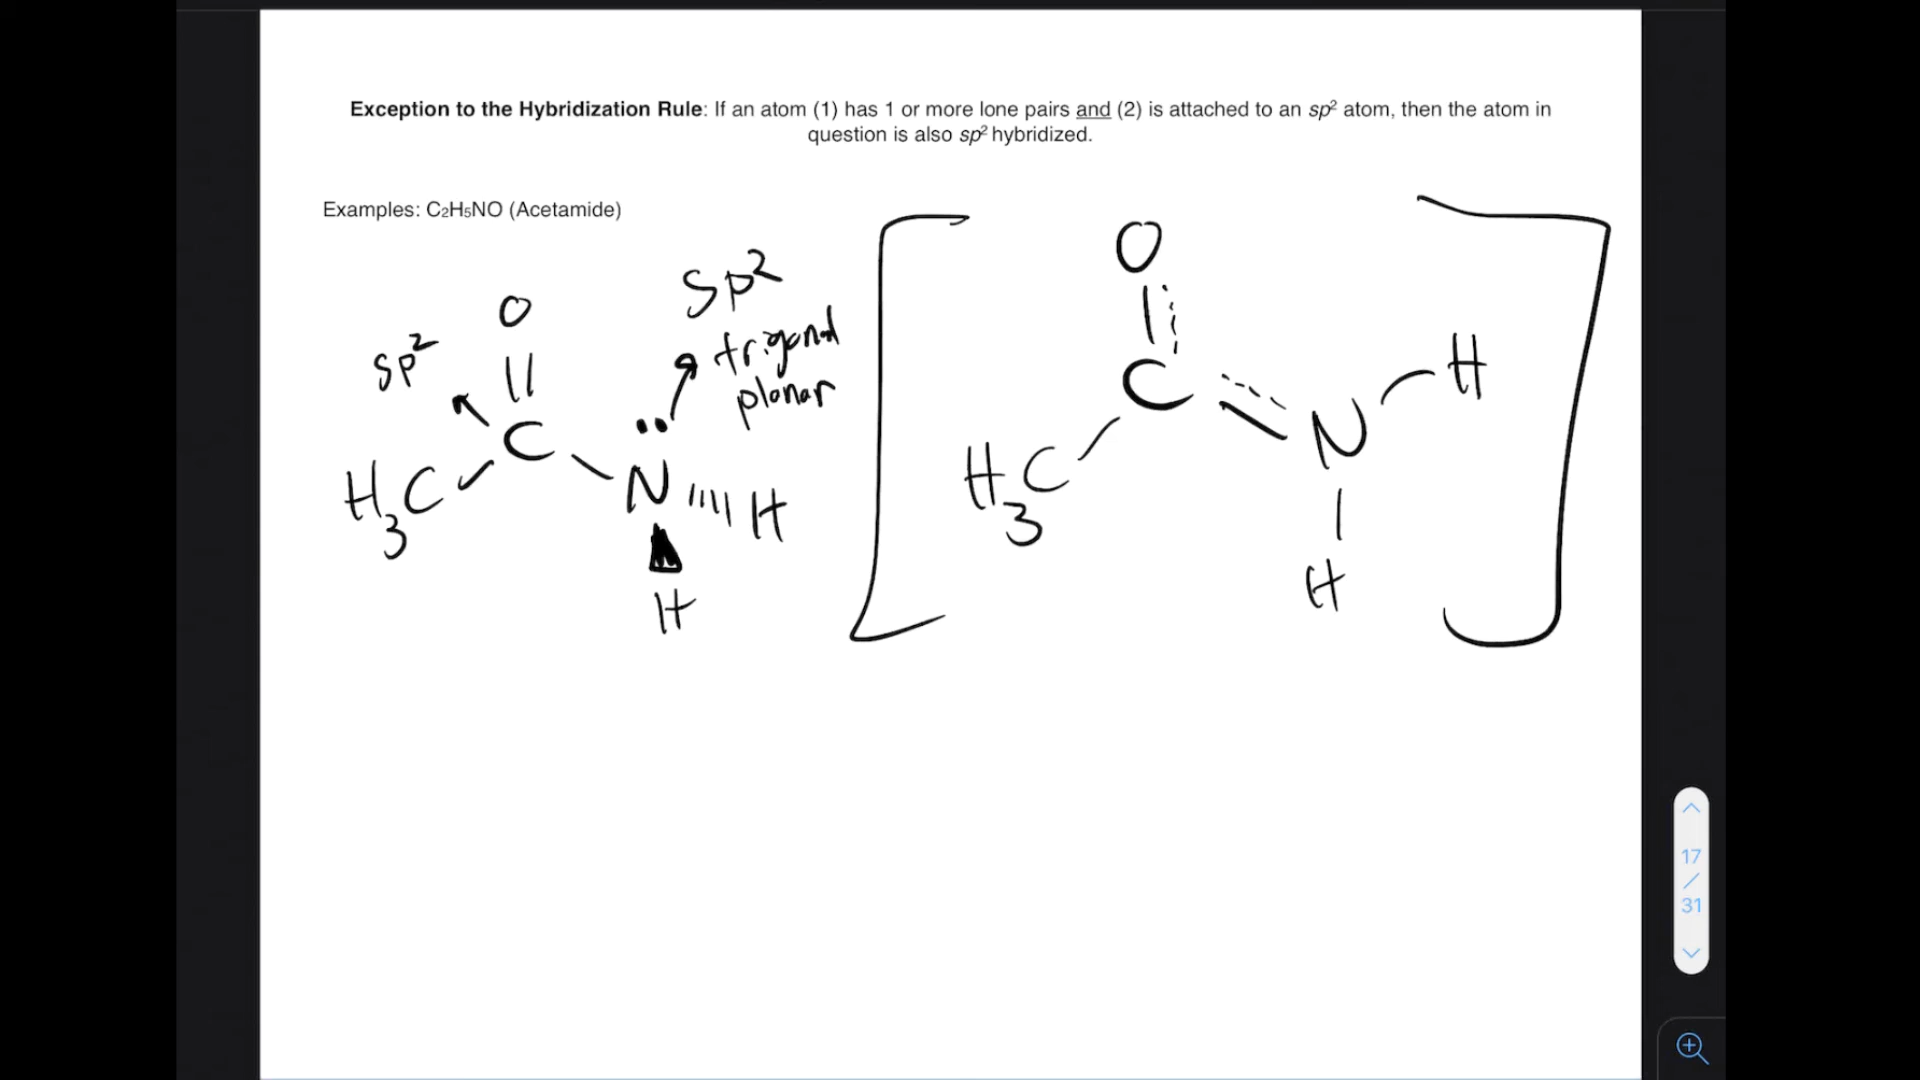 Exception to the Hybridization Rule: If an atom (1) has 1 or more lone pairs and (2) is attached to an sp² atom, then the atom in
question is also sp² hybridized.
Examples: C₂H₅NO (Acetamide)
sp²
O
C
H₃C
N
H
H
sp²
trigonal
planar
O
C
H₃C
N
H
H
17
/
31